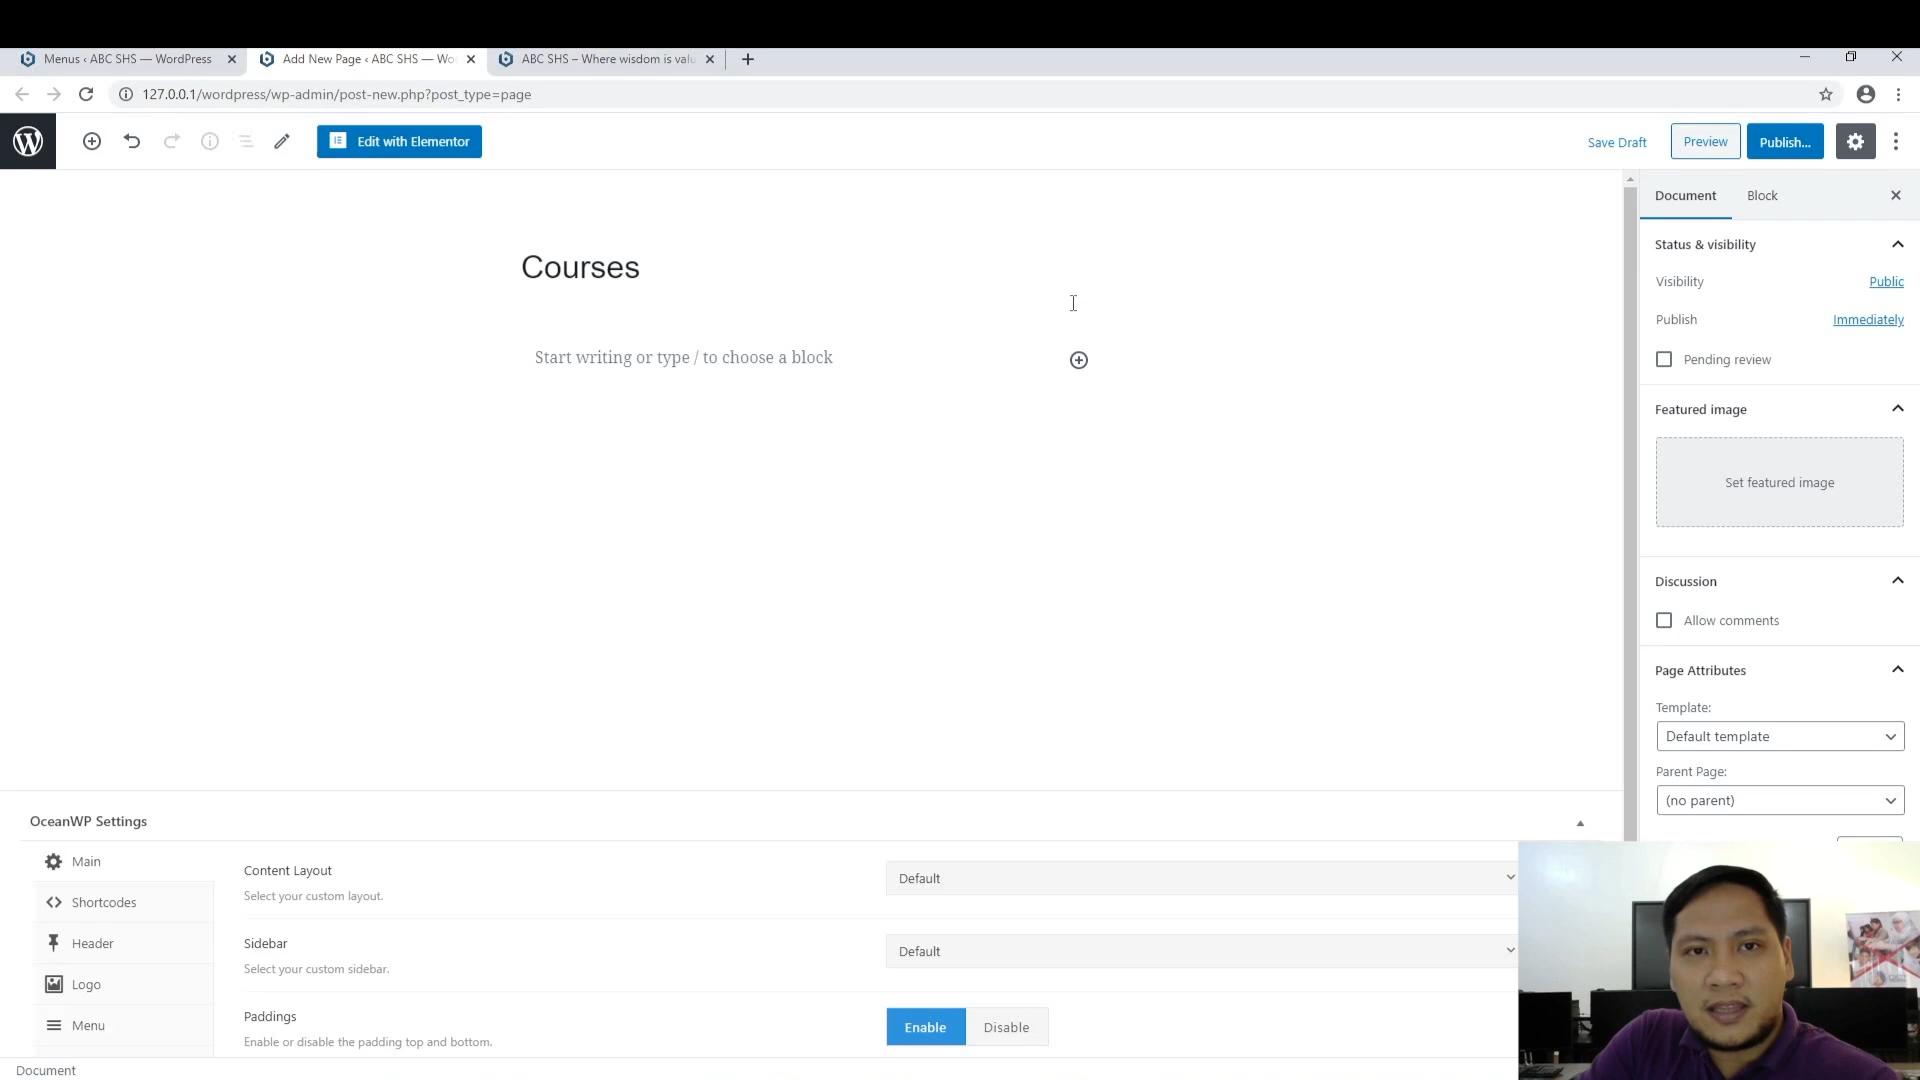 Menus ‹ ABC SHS — WordPress
Add New Page ‹ ABC SHS — Wo
ABC SHS – Where wisdom is valu
127.0.0.1/wordpress/wp-admin/post-new.php?post_type=page
Edit with Elementor
Save Draft
Preview
Publish...
Document
Block
Status & visibility
Courses
Visibility
Public
Publish
Immediately
Start writing or type / to choose a block
Pending review
Featured image
Set featured image
Discussion
Allow comments
Page Attributes
Template:
Default template
Parent Page:
(no parent)
OceanWP Settings
Main
Shortcodes
Header
Logo
Menu
Content Layout
Select your custom layout.
Default
Sidebar
Select your custom sidebar.
Default
Paddings
Enable or disable the padding top and bottom.
Enable
Disable
Document